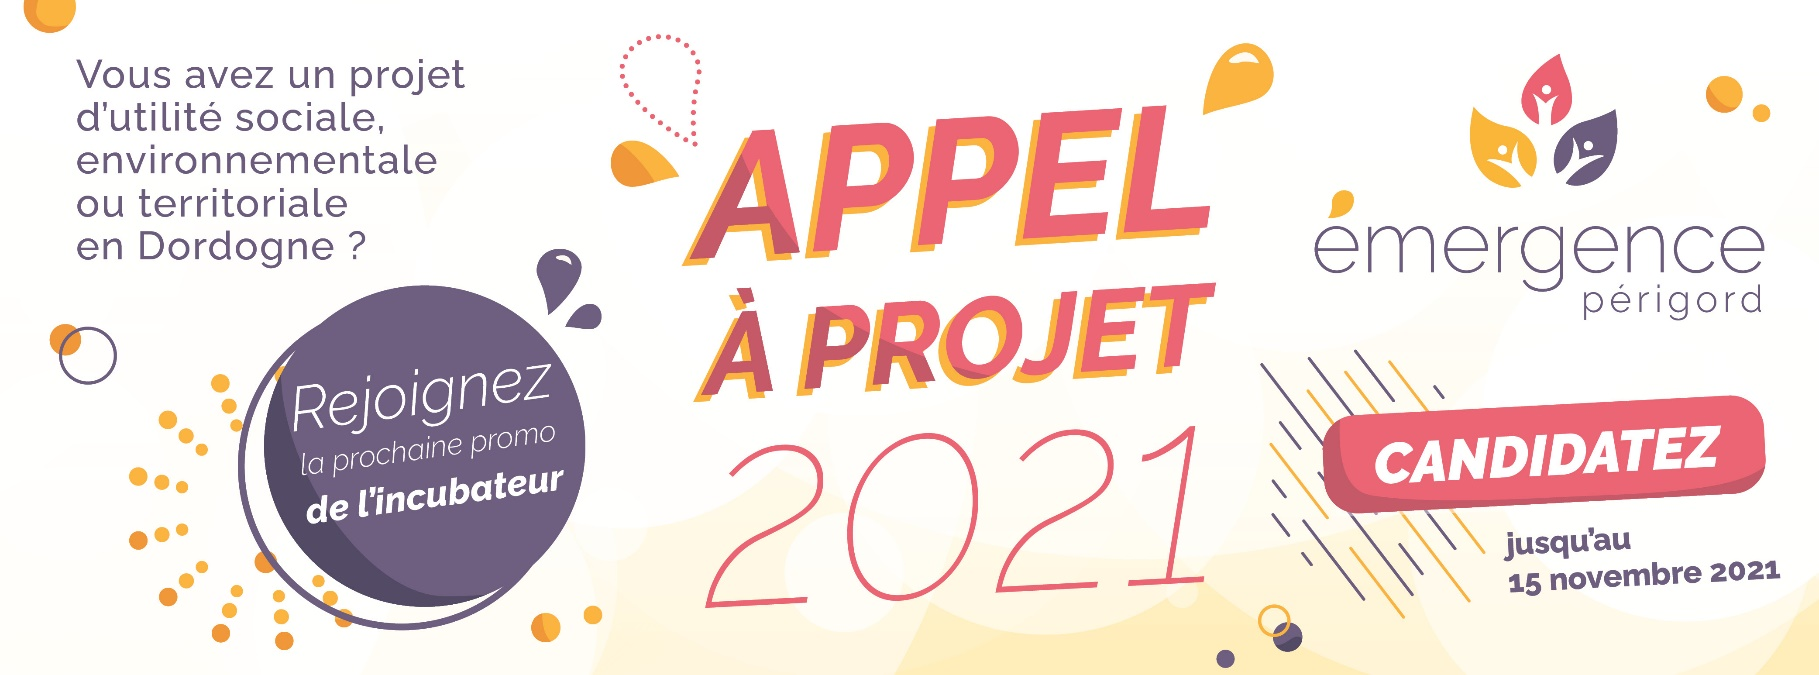 Vous avez un projet
d'utilité sociale,
environnementale
ou territoriale
en Dordogne ?
Rejoignez
la prochaine promo
de l'incubateur
APPEL
À PROJET
2021
émergence
périgord
CANDIDATEZ
jusqu'au
15 novembre 2021